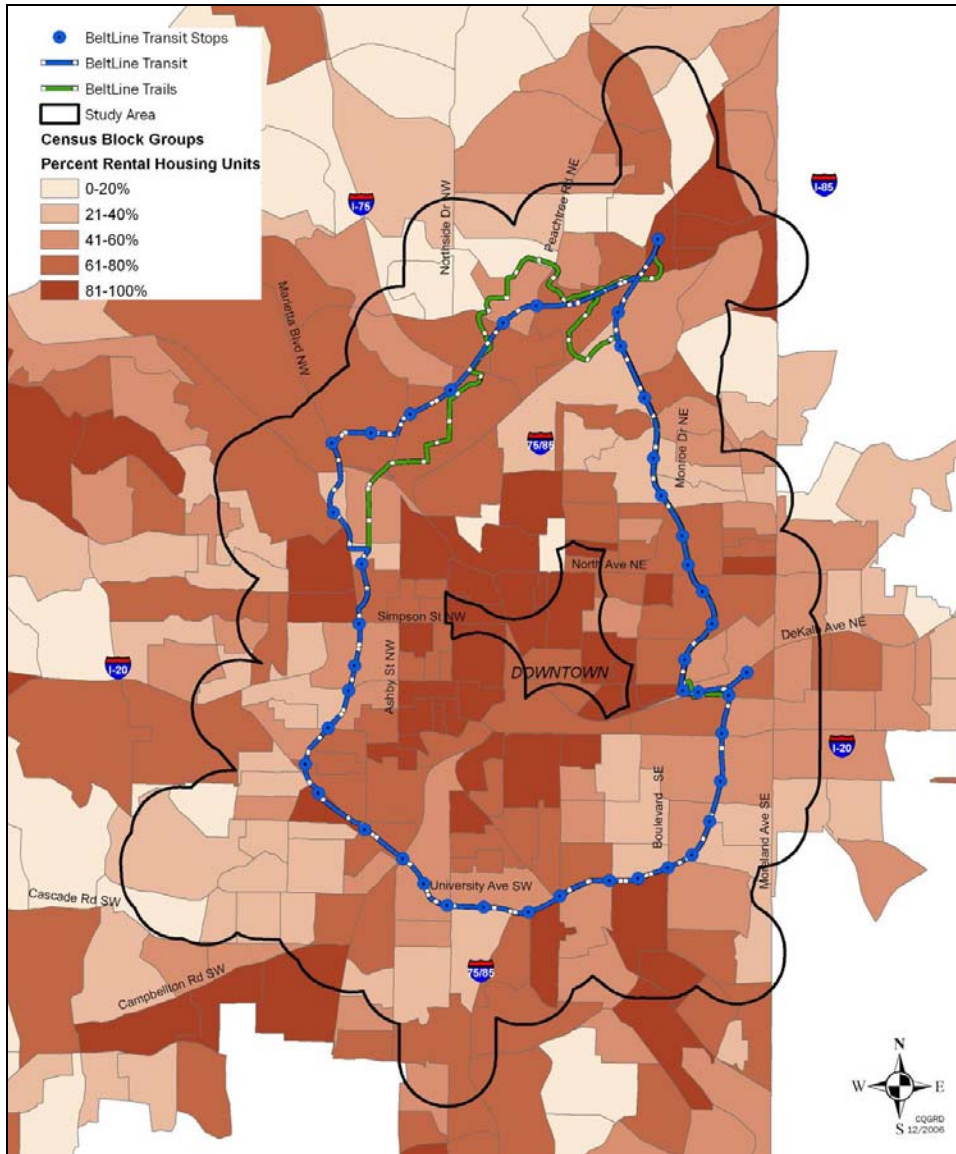 BeltLine Transit Stops
BeltLine Transit
BeltLine Trails
Study Area
Census Block Groups
Percent Rental Housing Units
0-20%
21-40%
41-60%
61-80%
81-100%
I-75
I-85
Northside Dr NW
Peachtree Rd NE
Marietta Blvd NW
75/85
Monroe Dr NE
North Ave NE
Simpson St NW
DeKalb Ave NE
I-20
Ashby St NW
DOWNTOWN
I-20
Boulevard SE
Moreland Ave SE
University Ave SW
Cascade Rd SW
75/85
Campbellton Rd SW
N
W E
S
CQGRD
12/2006